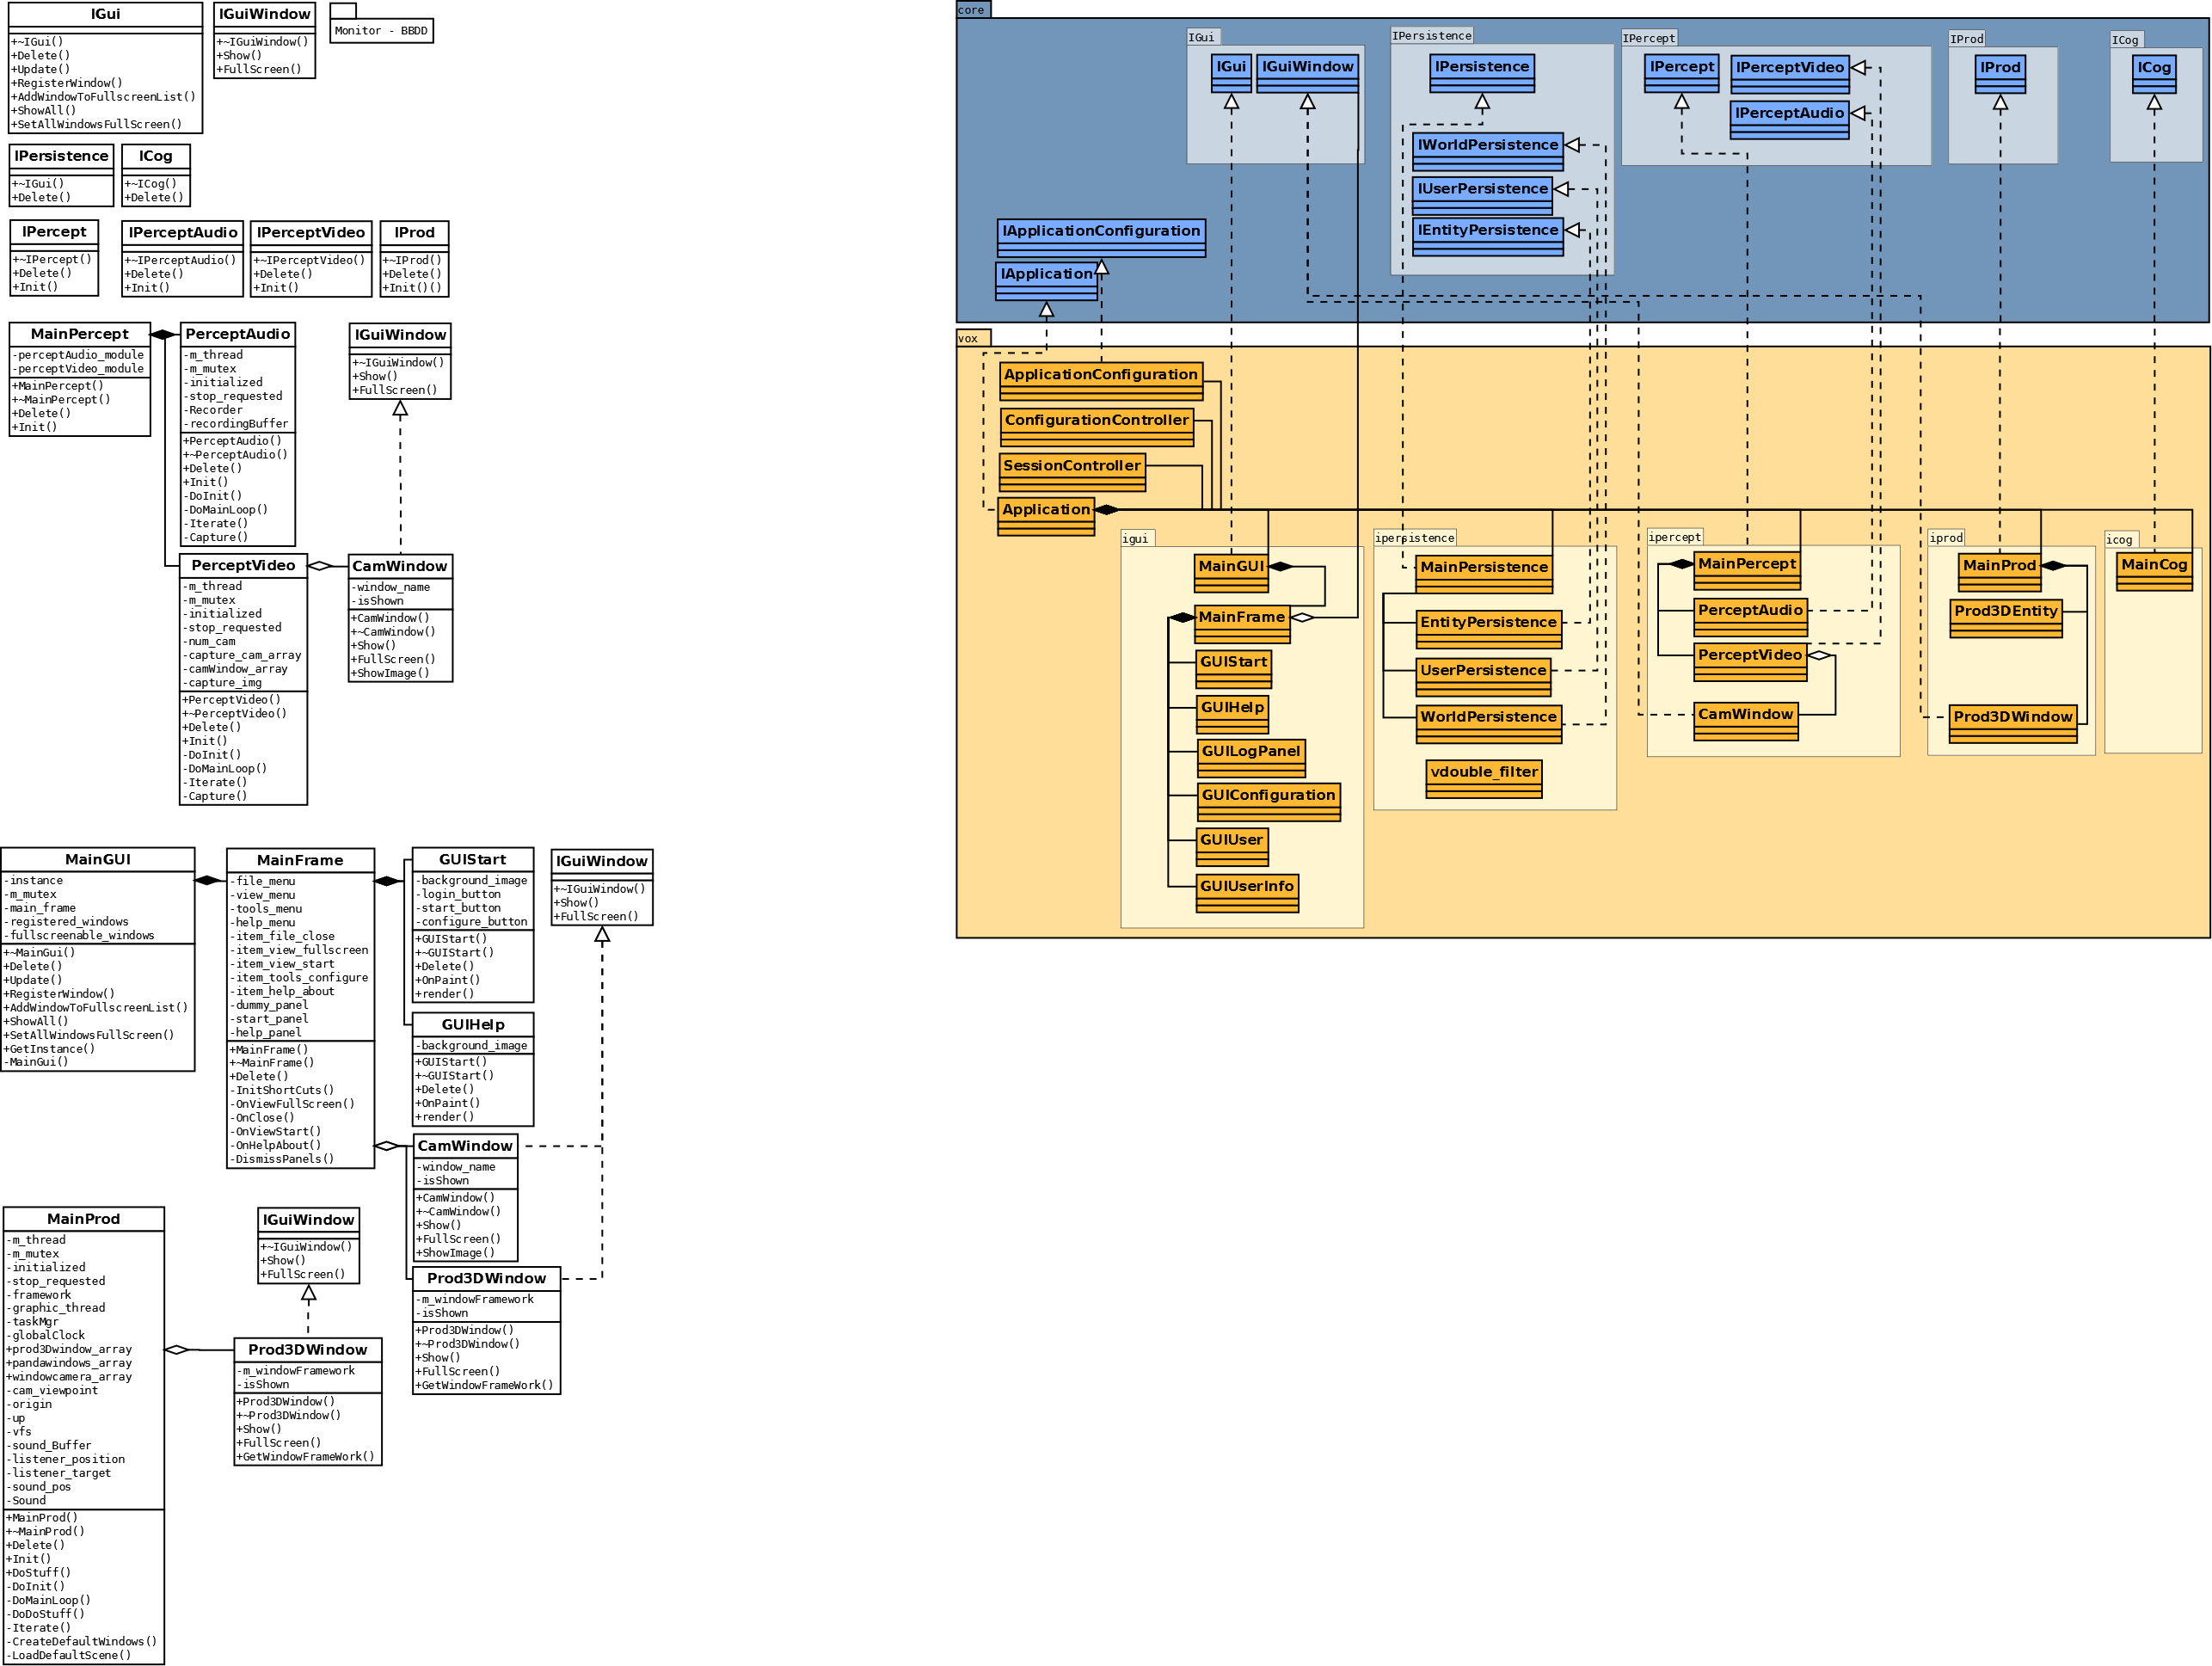 IGui
+~IGui()
+Delete()
+Update()
+RegisterWindow()
+AddWindowToFullscreenList()
+ShowAll()
+SetAllWindowsFullScreen()
IGuiWindow
+~IGuiWindow()
+Show()
+FullScreen()
Monitor - BBDD
IPersistence
+~IGui()
+Delete()
ICog
+~ICog()
+Delete()
IPercept
+~IPercept()
+Delete()
+Init()
IPerceptAudio
+~IPerceptAudio()
+Delete()
+Init()
IPerceptVideo
+~IPerceptVideo()
+Delete()
+Init()
IProd
+~IProd()
+Delete()
+Init()()
MainPercept
-perceptAudio_module
-perceptVideo_module
+MainPercept()
+~MainPercept()
+Delete()
+Init()
PerceptAudio
-m_thread
-m_mutex
-initialized
-stop_requested
-Recorder
-recordingBuffer
+PerceptAudio()
+~PerceptAudio()
+Delete()
+Init()
-DoInit()
-DoMainLoop()
-Iterate()
-Capture()
IGuiWindow
+~IGuiWindow()
+Show()
+FullScreen()
PerceptVideo
-m_thread
-m_mutex
-initialized
-stop_requested
-num_cam
-capture_cam_array
-camWindow_array
-capture_img
+PerceptVideo()
+~PerceptVideo()
+Delete()
+Init()
-DoInit()
-DoMainLoop()
-Iterate()
-Capture()
CamWindow
-window_name
-isShown
+CamWindow()
+~CamWindow()
+Show()
+FullScreen()
+ShowImage()
MainGUI
-instance
-m_mutex
-main_frame
-registered_windows
-fullscreenable_windows
+~MainGui()
+Delete()
+Update()
+RegisterWindow()
+AddWindowToFullscreenList()
+ShowAll()
+SetAllWindowsFullScreen()
+GetInstance()
-MainGui()
MainFrame
-file_menu
-view_menu
-tools_menu
-help_menu
-item_file_close
-item_view_fullscreen
-item_view_start
-item_tools_configure
-item_help_about
-dummy_panel
-start_panel
-help_panel
+MainFrame()
+~MainFrame()
+Delete()
-InitShortCuts()
-OnViewFullScreen()
-OnClose()
-OnViewStart()
-OnHelpAbout()
-DismissPanels()
GUIStart
-background_image
-login_button
-start_button
-configure_button
+GUIStart()
+~GUIStart()
+Delete()
+OnPaint()
+render()
GUIHelp
-background_image
+GUIStart()
+~GUIStart()
+Delete()
+OnPaint()
+render()
IGuiWindow
+~IGuiWindow()
+Show()
+FullScreen()
CamWindow
-window_name
-isShown
+CamWindow()
+~CamWindow()
+Show()
+FullScreen()
+ShowImage()
Prod3DWindow
-m_windowFramework
-isShown
+Prod3DWindow()
+~Prod3DWindow()
+Show()
+FullScreen()
+GetWindowFrameWork()
MainProd
-m_thread
-m_mutex
-initialized
-stop_requested
-framework
-graphic_thread
-taskMgr
-globalClock
+prod3Dwindow_array
+pandawindows_array
+windowcamera_array
-cam_viewpoint
-origin
-up
-vfs
-sound_Buffer
-listener_position
-listener_target
-sound_pos
-Sound
+MainProd()
+~MainProd()
+Delete()
+Init()
+DoStuff()
-DoInit()
-DoMainLoop()
-DoDoStuff()
-Iterate()
-CreateDefaultWindows()
-LoadDefaultScene()
IGuiWindow
+~IGuiWindow()
+Show()
+FullScreen()
Prod3DWindow
-m_windowFramework
-isShown
+Prod3DWindow()
+~Prod3DWindow()
+Show()
+FullScreen()
+GetWindowFrameWork()
core
IGui
IGui
IGuiWindow
IPersistence
IPersistence
IWorldPersistence
IUserPersistence
IEntityPersistence
IPercept
IPercept
IPerceptVideo
IPerceptAudio
IProd
IProd
ICog
ICog
IApplicationConfiguration
IApplication
vox
ApplicationConfiguration
ConfigurationController
SessionController
Application
igui
MainGUI
MainFrame
GUIStart
GUIHelp
GUILogPanel
GUIConfiguration
GUIUser
GUIUserInfo
ipersistence
MainPersistence
EntityPersistence
UserPersistence
WorldPersistence
vdouble_filter
ipercept
MainPercept
PerceptAudio
PerceptVideo
CamWindow
iprod
MainProd
Prod3DEntity
Prod3DWindow
icog
MainCog